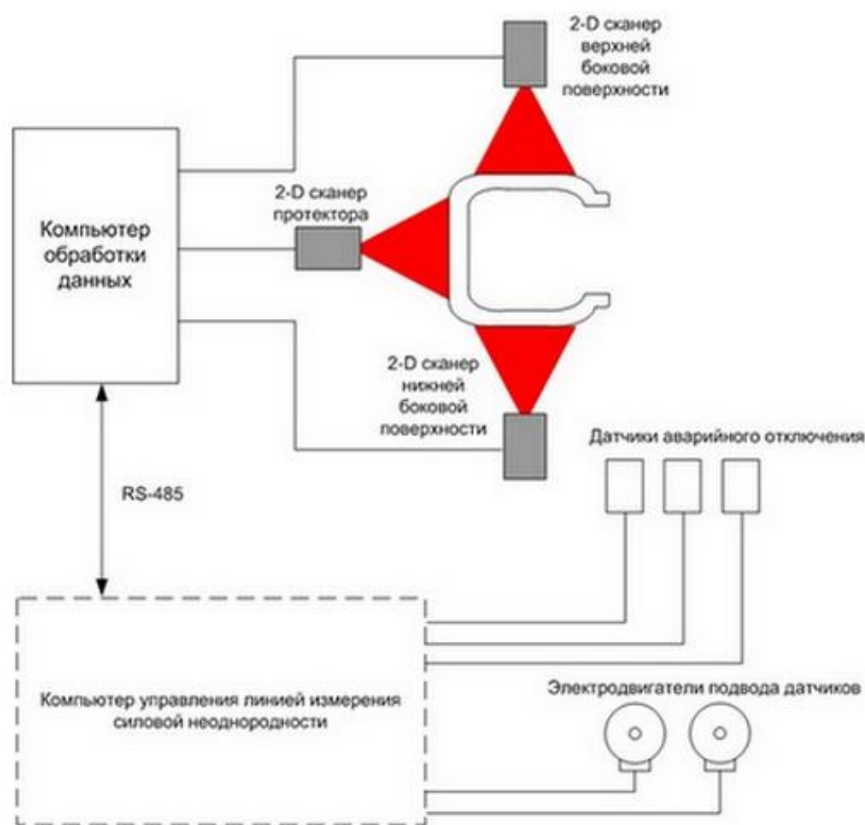 2-D сканер
верхней
боковой
поверхности
2-D сканер
протектора
Компьютер
обработки
данных
2-D сканер
нижней
боковой
поверхности
Датчики аварийного отключения
RS-485
Компьютер управления линией измерения
силовой неоднородности
Электродвигатели подвода датчиков